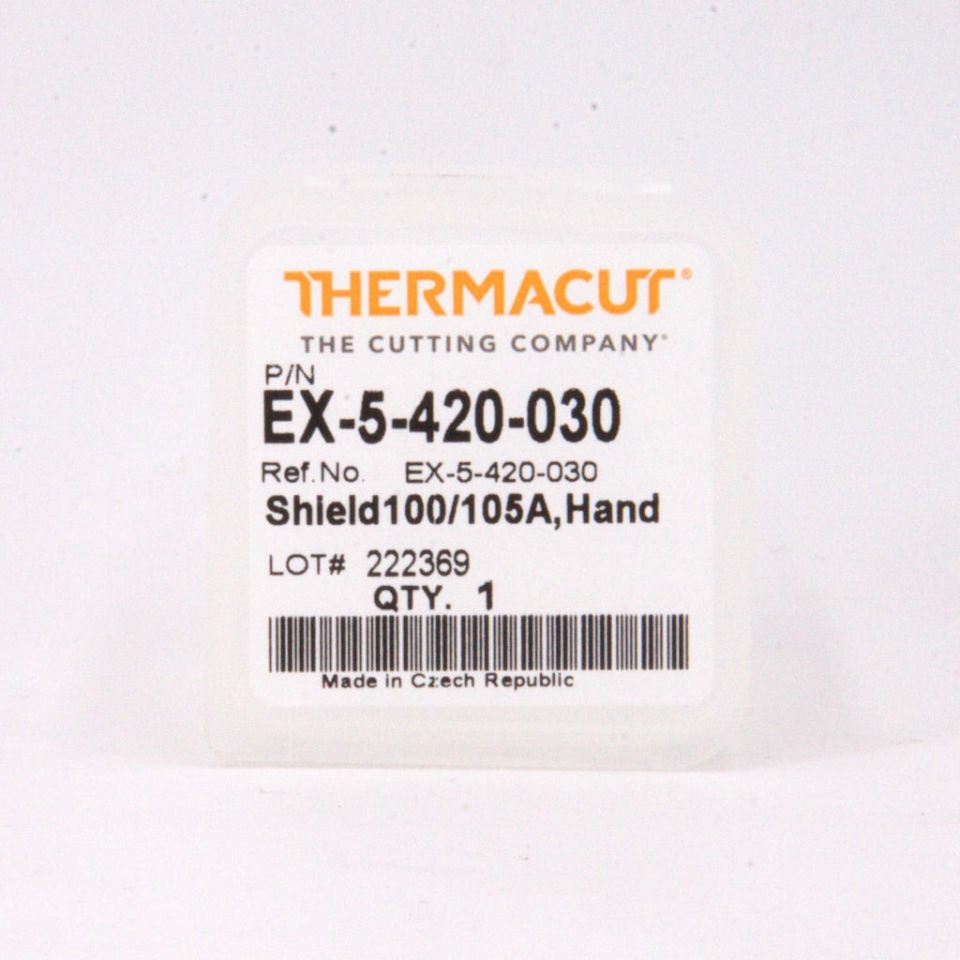 THERMACUT®
THE CUTTING COMPANY®
P/N
EX-5-420-030
Ref.No. EX-5-420-030
Shield100/105A,Hand
LOT# 222369
QTY. 1
Made in Czech Republic